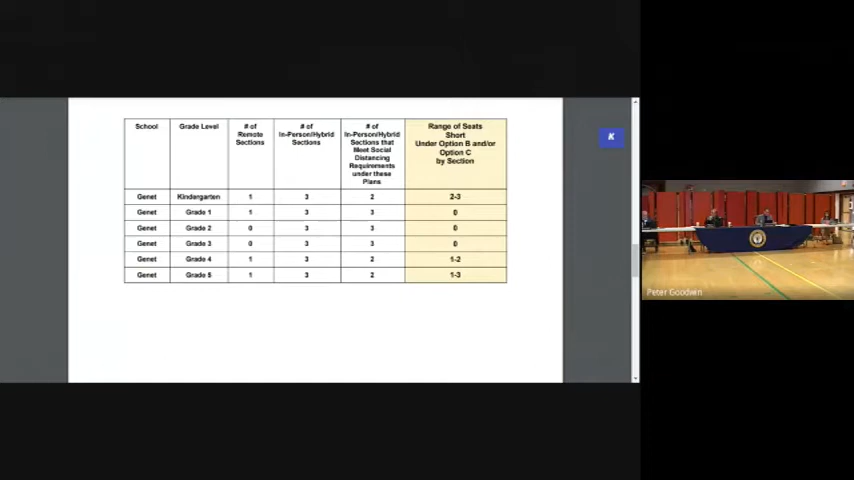 School Grade Level # of Remote Sections # of In-Person/Hybrid Sections # of In-Person/Hybrid Sections that Meet Social Distancing Requirements under these Plans Range of Seats Short Under Option B and/or Option C by Section
Genet Kindergarten 1 3 2 2-3
Genet Grade 1 1 3 3 0
Genet Grade 2 0 3 3 0
Genet Grade 3 0 3 3 0
Genet Grade 4 1 3 2 1-2
Genet Grade 5 1 3 2 1-3
K
Peter Goodwin